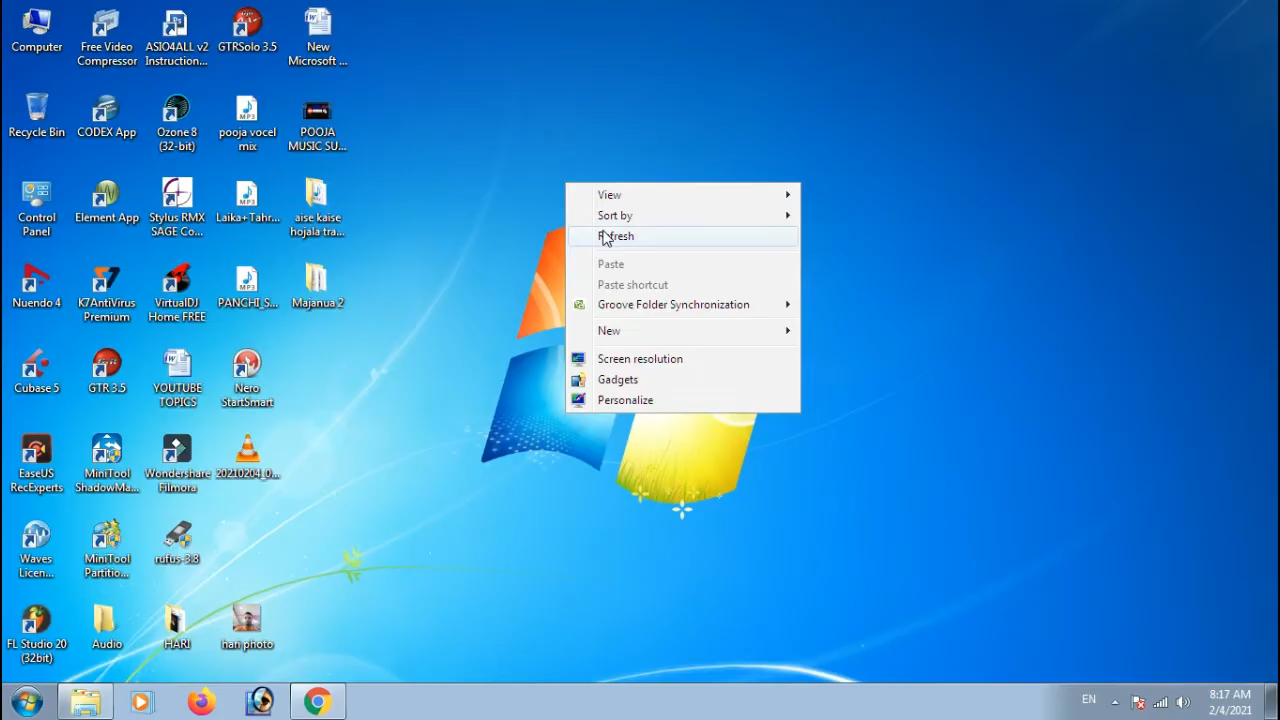 Computer
Free Video
Compressor
ASIO4ALL v2
Instruction...
GTRSolo 3.5
New
Microsoft ...
Recycle Bin
CODEX App
Ozone 8
(32-bit)
pooja vocel
mix
POOJA
MUSIC SU...
Control
Panel
Element App
Stylus RMX
SAGE Co...
Laika+Tahr...
aise kaise
hojala tra...
Nuendo 4
K7AntiVirus
Premium
VirtualDJ
Home FREE
PANCHI_S...
Majanua 2
Cubase 5
GTR 3.5
YOUTUBE
TOPICS
Nero
StartSmart
EaseUS
RecExperts
MiniTool
ShadowMa...
Wondershare
Filmora
20210204_0...
Waves
Licen...
MiniTool
Partitio...
rufus-3.8
FL Studio 20
(32bit)
Audio
HARI
hari photo
View
Sort by
Refresh
Paste
Paste shortcut
Groove Folder Synchronization
New
Screen resolution
Gadgets
Personalize
EN
8:17 AM
2/4/2021